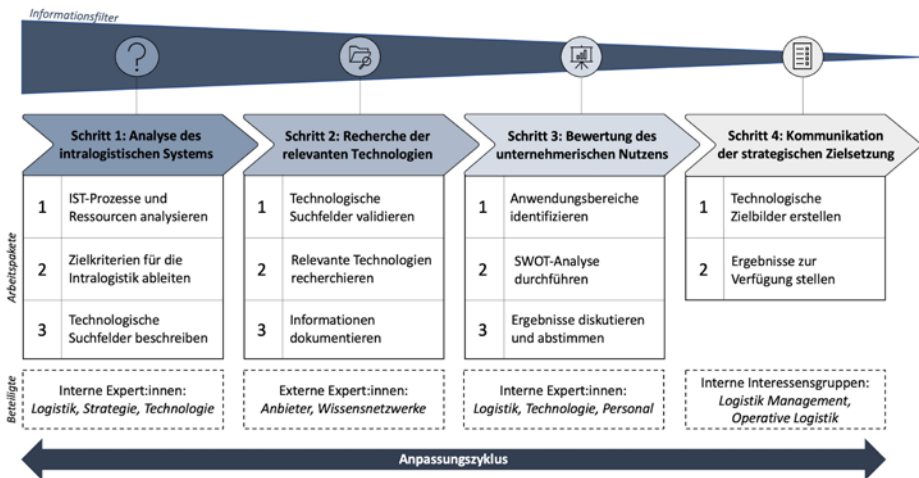 Informationsfilter
Schritt 1: Analyse des
intralogistischen Systems
Schritt 2: Recherche der
relevanten Technologien
Schritt 3: Bewertung des
unternehmerischen Nutzens
Schritt 4: Kommunikation
der strategischen Zielsetzung
Arbeitspakete
1
IST-Prozesse und
Ressourcen analysieren
2
Zielkriterien für die
Intralogistik ableiten
3
Technologische
Suchfelder beschreiben
1
Technologische
Suchfelder validieren
2
Relevante Technologien
recherchieren
3
Informationen
dokumentieren
1
Anwendungsbereiche
identifizieren
2
SWOT-Analyse
durchführen
3
Ergebnisse diskutieren
und abstimmen
1
Technologische
Zielbilder erstellen
2
Ergebnisse zur
Verfügung stellen
Beteiligte
Interne Expert:innen:
Logistik, Strategie, Technologie
Externe Expert:innen:
Anbieter, Wissensnetzwerke
Interne Expert:innen:
Logistik, Technologie, Personal
Interne Interessensgruppen:
Logistik Management,
Operative Logistik
Anpassungszyklus